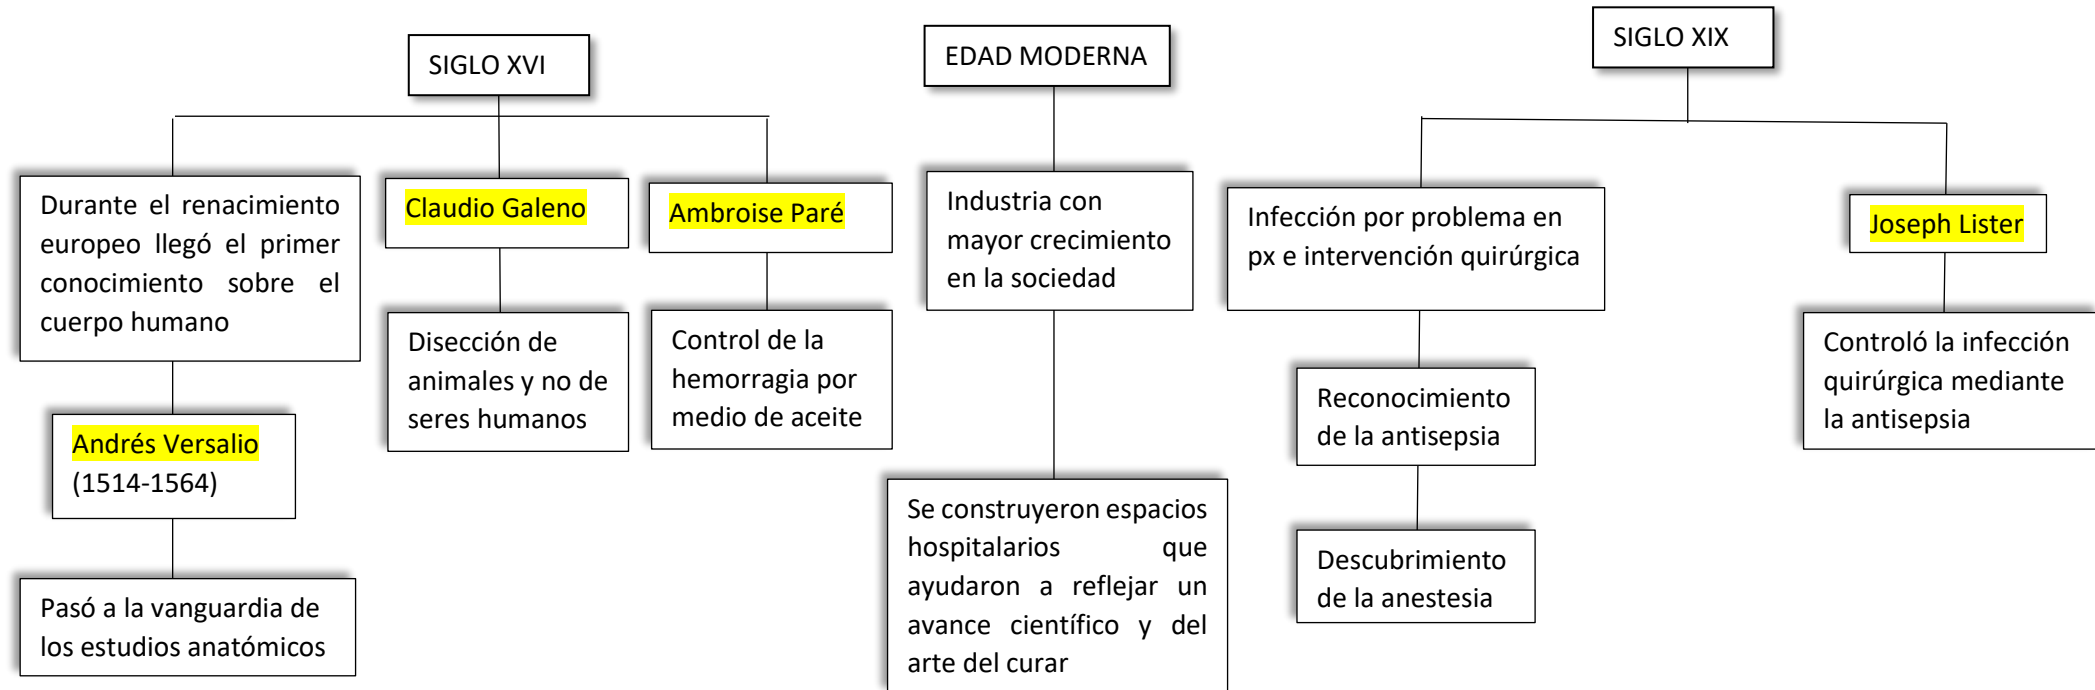 SIGLO XVI
Durante el renacimiento
europeo llegó el primer
conocimiento sobre el
cuerpo humano
Andrés Versalio
(1514-1564)
Pasó a la vanguardia de
los estudios anatómicos
Claudio Galeno
Disección de
animales y no de
seres humanos
Ambroise Paré
Control de la
hemorragia por
medio de aceite
EDAD MODERNA
Industria con
mayor crecimiento
en la sociedad
Se construyeron espacios
hospitalarios que
ayudaron a reflejar un
avance científico y del
arte del curar
SIGLO XIX
Infección por problema en
px e intervención quirúrgica
Reconocimiento
de la antisepsia
Descubrimiento
de la anestesia
Joseph Lister
Controló la infección
quirúrgica mediante
la antisepsia